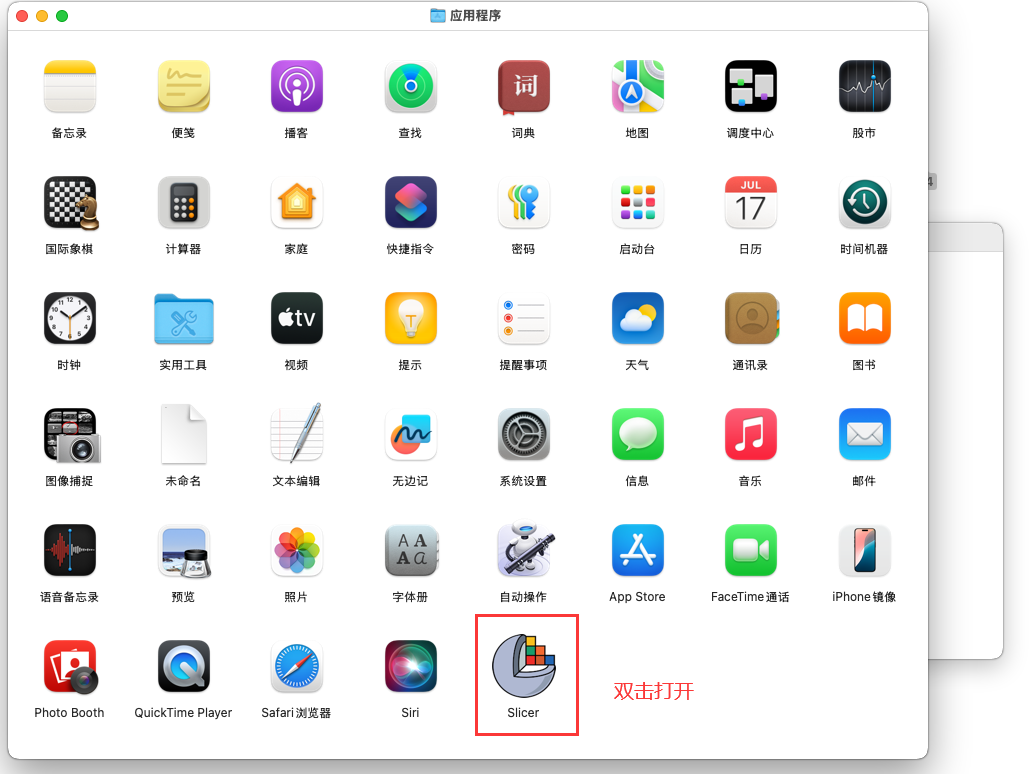 应用程序
备忘录
便笺
播客
查找
词
词典
地图
调度中心
股市
国际象棋
计算器
家庭
快捷指令
密码
启动台
JUL
17
日历
时间机器
4
时钟
实用工具
tv
视频
提示
提醒事项
天气
通讯录
图书
图像捕捉
未命名
文本编辑
无边记
系统设置
信息
音乐
邮件
语音备忘录
预览
照片
字体册
自动操作
App Store
FaceTime通话
iPhone镜像
Photo Booth
QuickTime Player
Safari浏览器
Siri
Slicer
双击打开